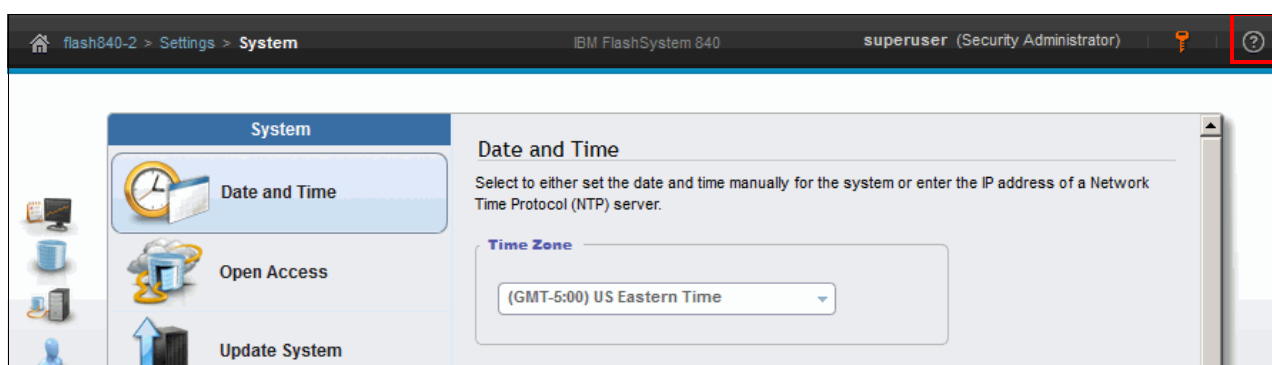 flash840-2 > Settings > System IBM FlashSystem 840 superuser (Security Administrator)
System
Date and Time
Open Access
Update System
Date and Time
Select to either set the date and time manually for the system or enter the IP address of a Network
Time Protocol (NTP) server.
Time Zone
(GMT-5:00) US Eastern Time